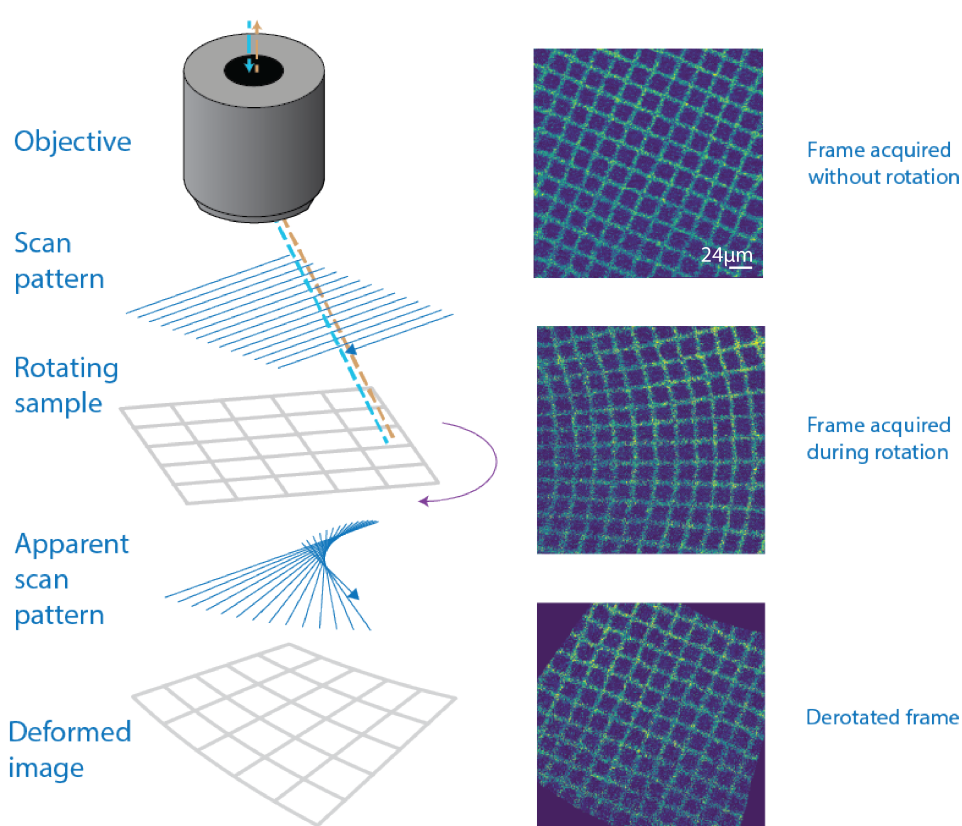 Objective
Scan
pattern
Rotating
sample
Apparent
scan
pattern
Deformed
image
Frame acquired
without rotation
24μm
Frame acquired
during rotation
Derotated frame